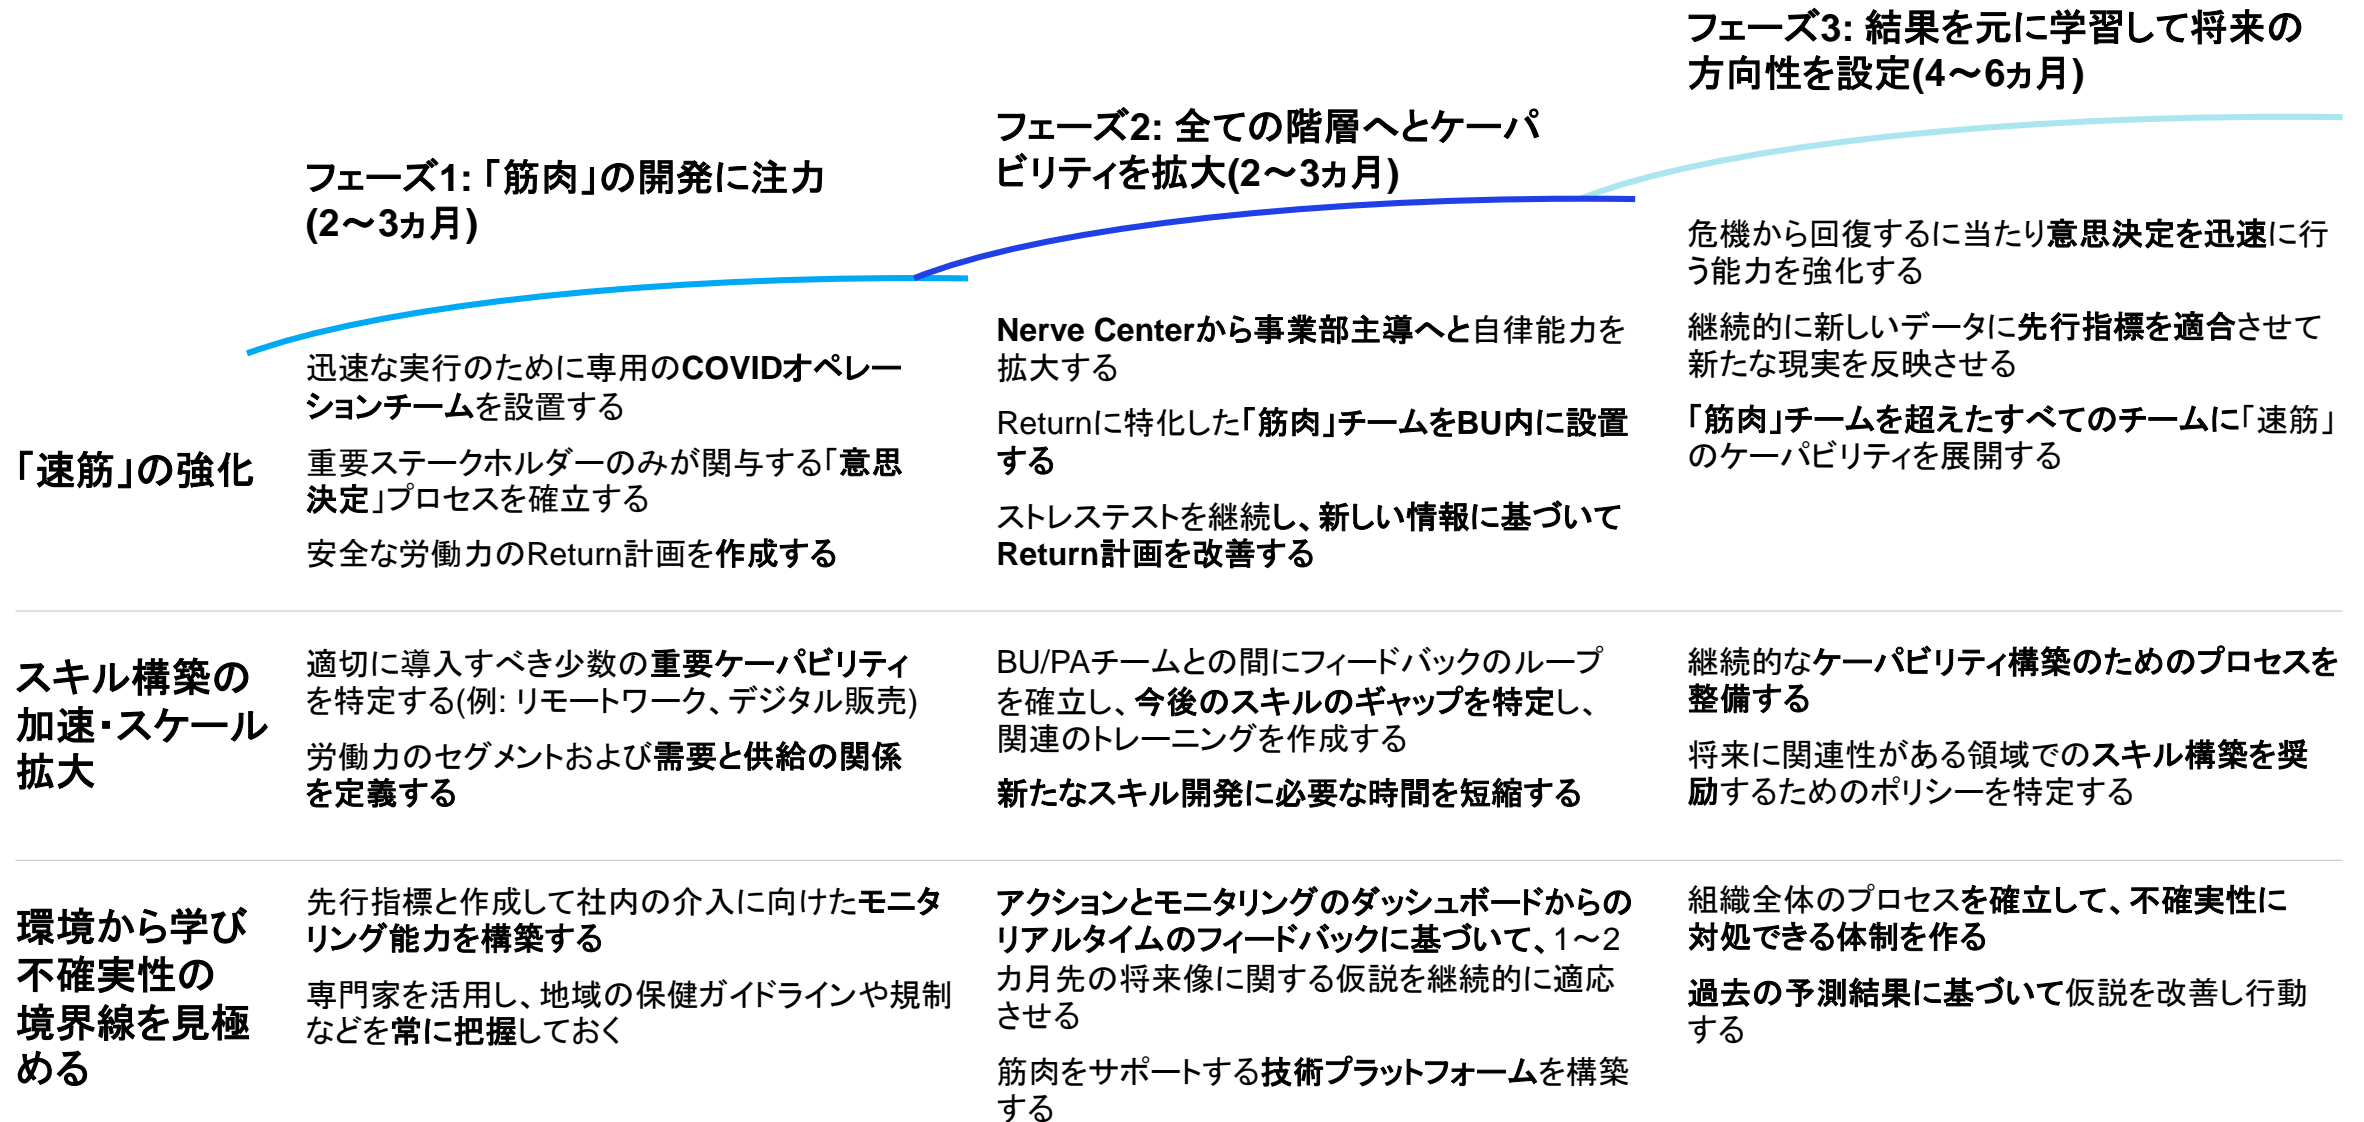 フェーズ1: 「筋肉」の開発に注力
(2～3ヵ月)
フェーズ2: 全ての階層へとケーパ
ビリティを拡大(2～3ヵ月)
フェーズ3: 結果を元に学習して将来の
方向性を設定(4～6ヵ月)
「速筋」の強化
迅速な実行のために専用のCOVIDオペレー
ションチームを設置する
重要ステークホルダーのみが関与する「意思
決定」プロセスを確立する
安全な労働力のReturn計画を作成する
Nerve Centerから事業部主導へと自律能力を
拡大する
Returnに特化した「筋肉」チームをBU内に設置
する
ストレステストを継続し、新しい情報に基づいて
Return計画を改善する
危機から回復するに当たり意思決定を迅速に行
う能力を強化する
継続的に新しいデータに先行指標を適合させて
新たな現実を反映させる
「筋肉」チームを超えたすべてのチームに「速筋」
のケーパビリティを展開する
スキル構築の
加速・スケール
拡大
適切に導入すべき少数の重要ケーパビリティ
を特定する(例: リモートワーク、デジタル販売)
労働力のセグメントおよび需要と供給の関係
を定義する
BU/PAチームとの間にフィードバックのループ
を確立し、今後のスキルのギャップを特定し、
関連のトレーニングを作成する
新たなスキル開発に必要な時間を短縮する
継続的なケーパビリティ構築のためのプロセスを
整備する
将来に関連性がある領域でのスキル構築を奨
励するためのポリシーを特定する
環境から学び
不確実性の
境界線を見極
める
先行指標と作成して社内の介入に向けたモニタ
リング能力を構築する
専門家を活用し、地域の保健ガイドラインや規制
などを常に把握しておく
アクションとモニタリングのダッシュボードからの
リアルタイムのフィードバックに基づいて、1～2
カ月先の将来像に関する仮説を継続的に適応
させる
筋肉をサポートする技術プラットフォームを構築
する
組織全体のプロセスを確立して、不確実性に
対処できる体制を作る
過去の予測結果に基づいて仮説を改善し行動
する